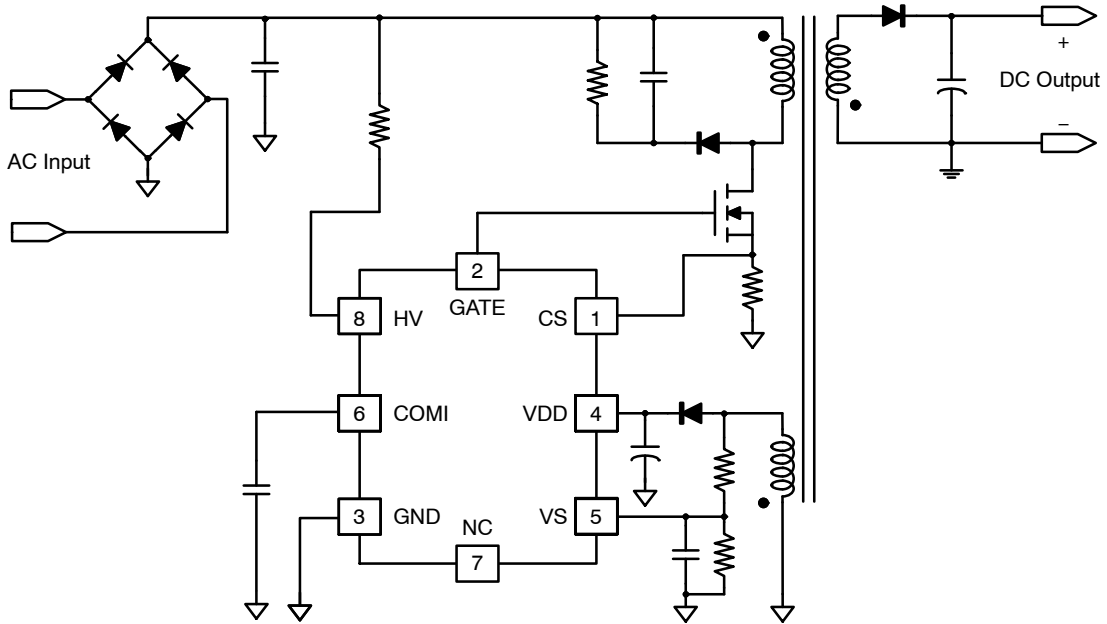 +
DC Output
−
AC Input
2
GATE
8
HV
CS
1
6
COMI
VDD
4
3
GND
NC
7
VS
5